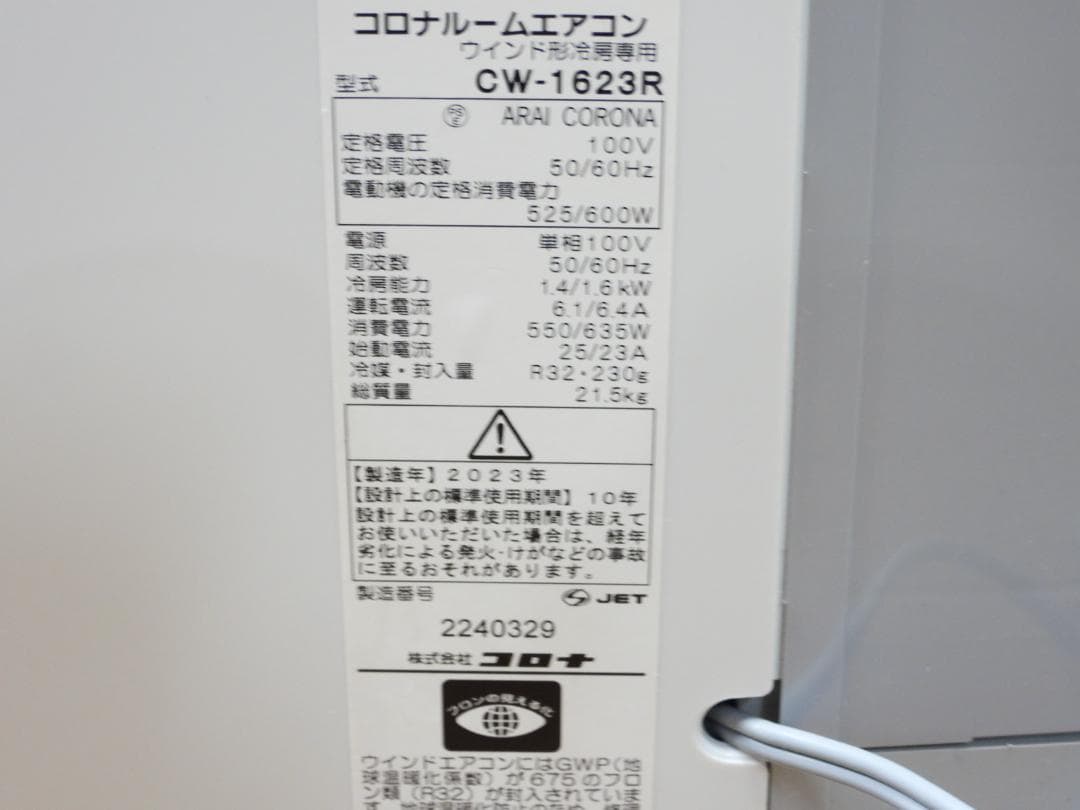 コロナルームエアコン
ウインド形冷房専用
型式 CW-1623R
ARAI CORONA
定格電圧 100V
定格周波数 50/60Hz
電動機の定格消費電力
525/600W
電源 単相100V
周波数 50/60Hz
冷房能力 1.4/1.6kW
運転電流 6.1/6.4A
消費電力 550/635W
始動電流 25/23A
冷媒・封入量 R32・230g
総質量 21.5kg
【製造年】2023年
【設計上の標準使用期間】10年
設計上の標準使用期間を超えて
お使いいただいた場合は、経年
劣化による発火・けがなどの事故
に至るおそれがあります。
製造番号 JET
2240329
株式会社 コロナ
フロンの見える化
ウインドエアコンにはGWP(地
球温暖化係数)が675のフロ
ン類(R32)が封入されていま
す。地球温暖化防止のため、